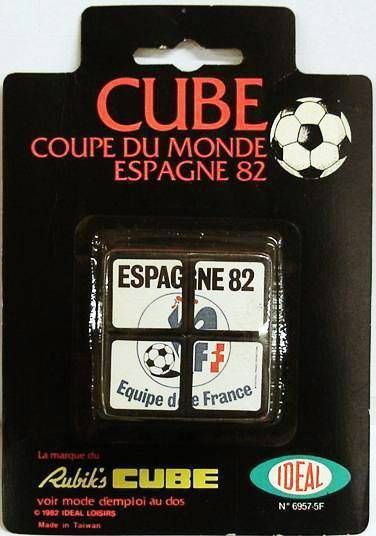 CUBE
COUPE DU MONDE
ESPAGNE 82
ESPAGNE 82
FF
Equipe de France
La marque du
Rubik's CUBE
voir mode d'emploi au dos
© 1982 IDEAL LOISIRS
Made in Taiwan
IDEAL
N° 6957-5F